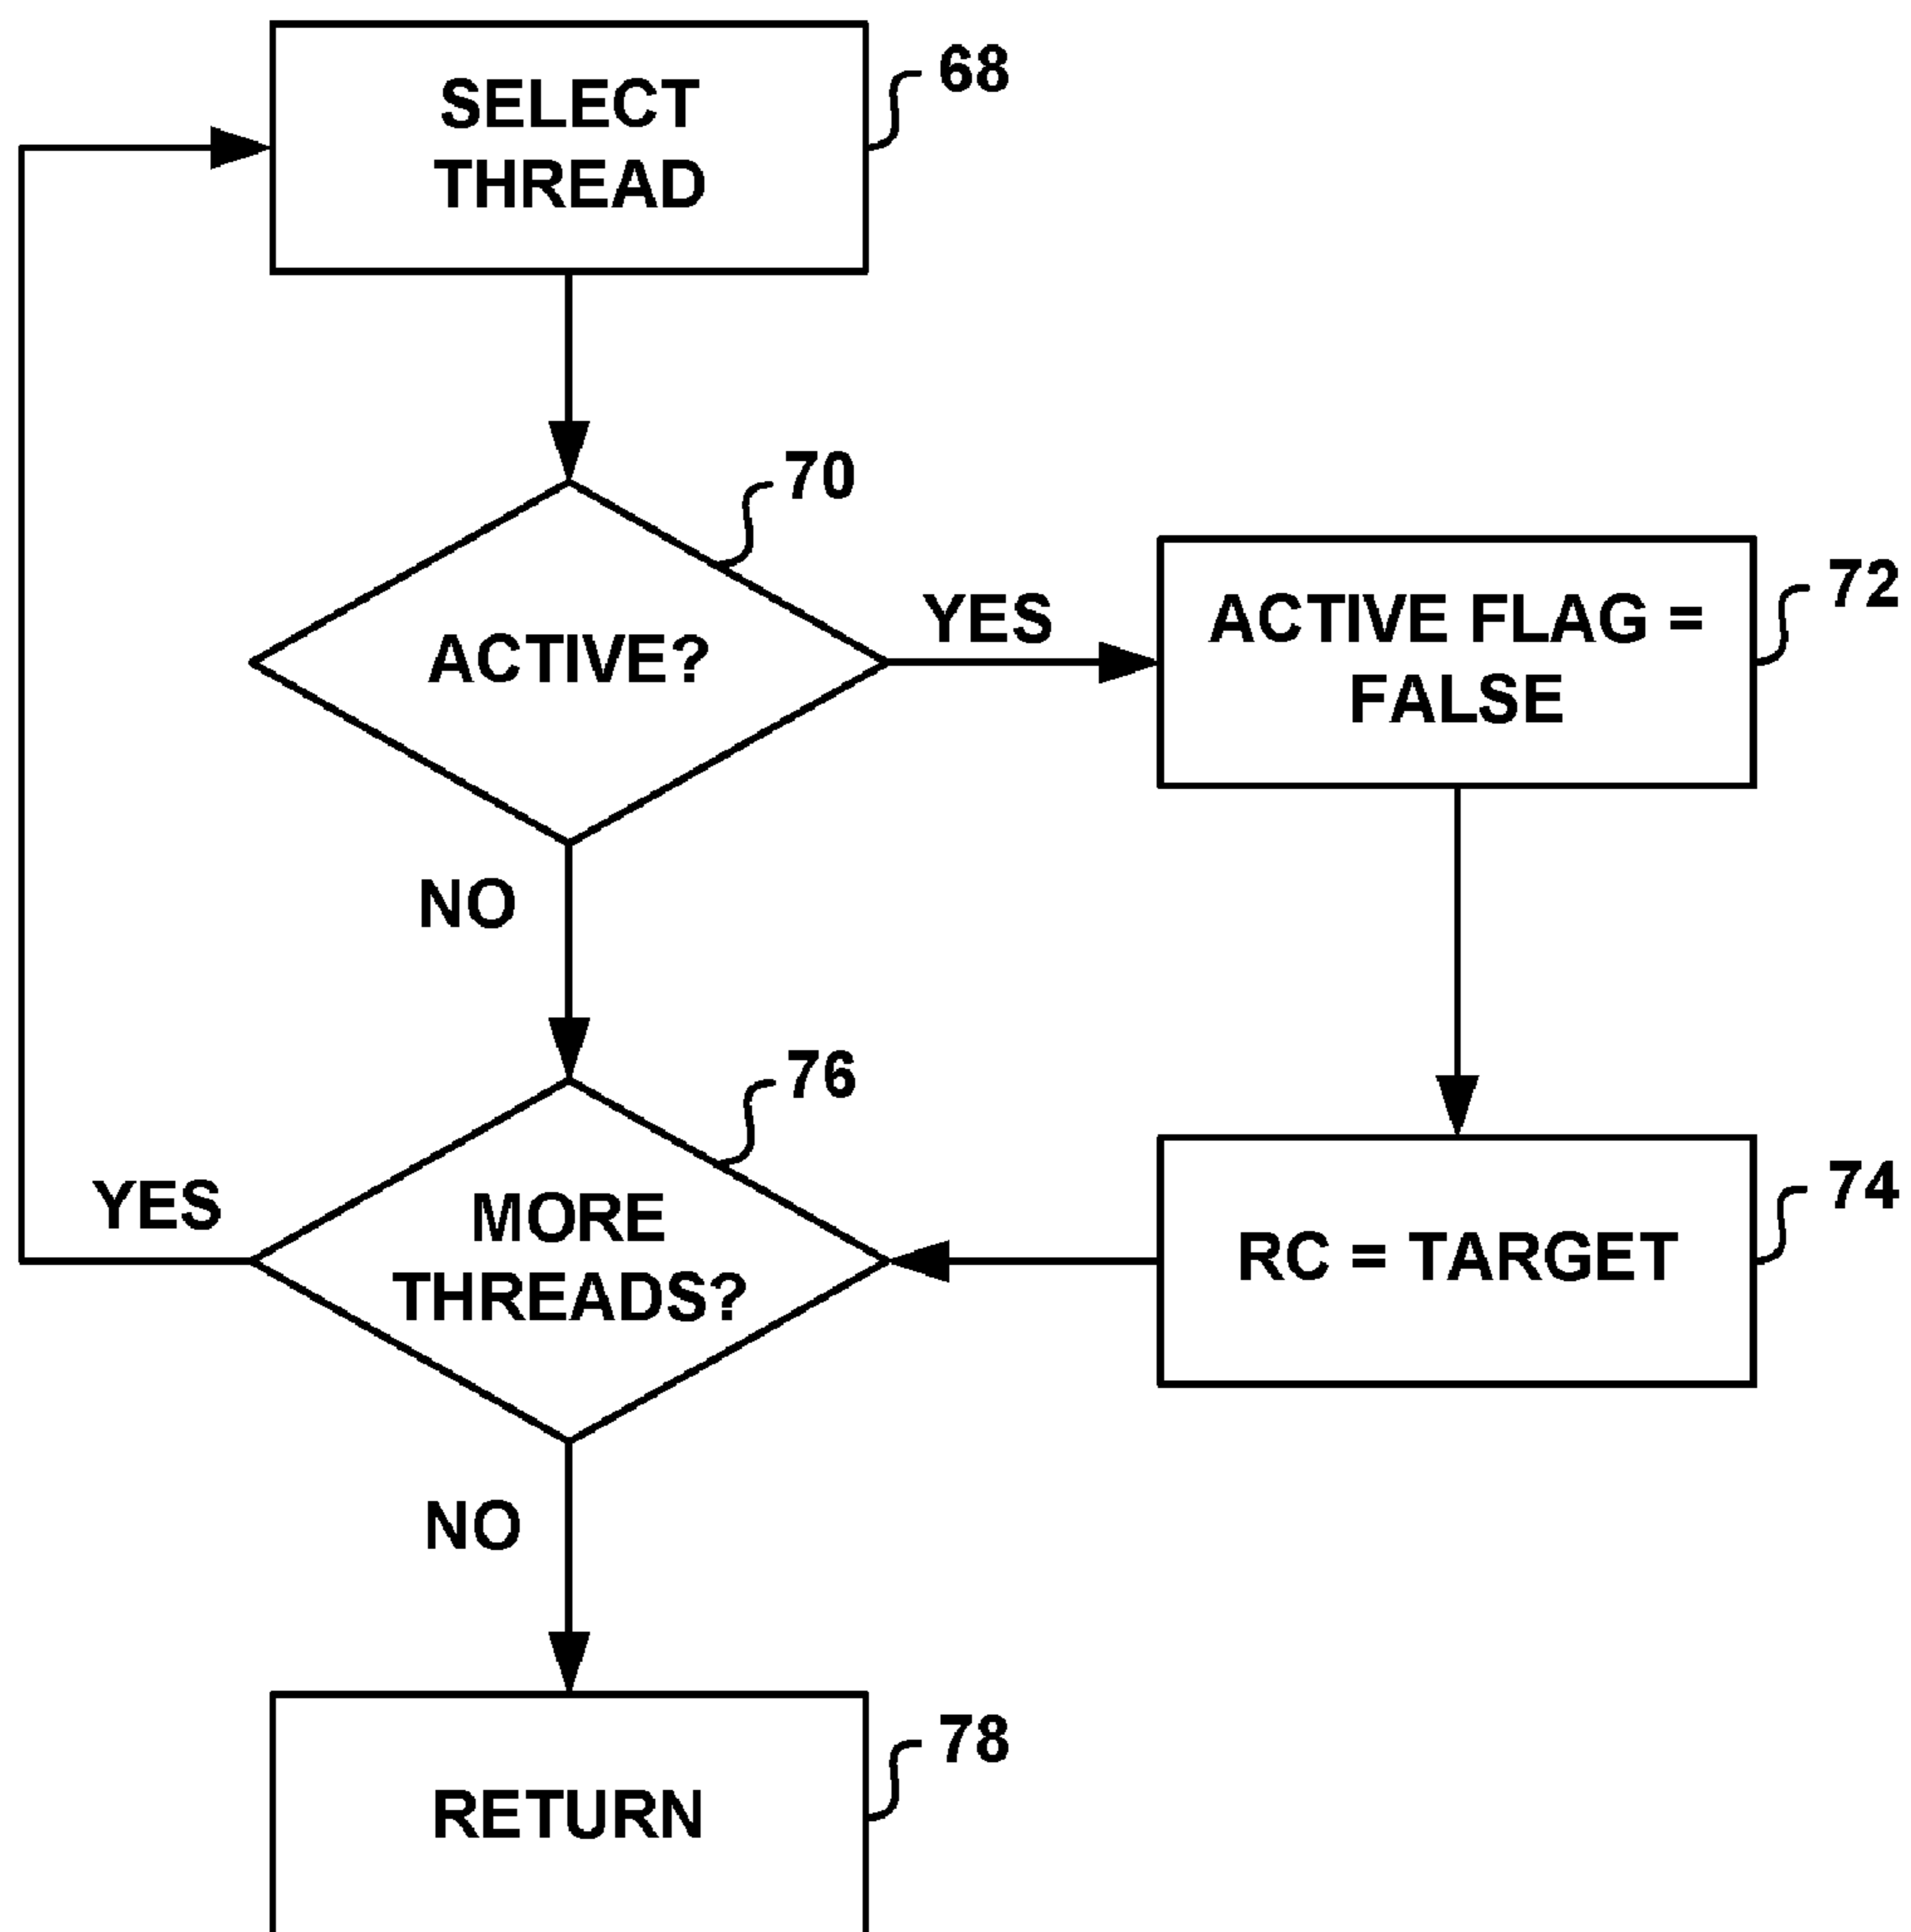 SELECT
THREAD
68
70
ACTIVE?
YES
ACTIVE FLAG =
FALSE
72
NO
76
MORE
THREADS?
YES
RC = TARGET
74
NO
78
RETURN